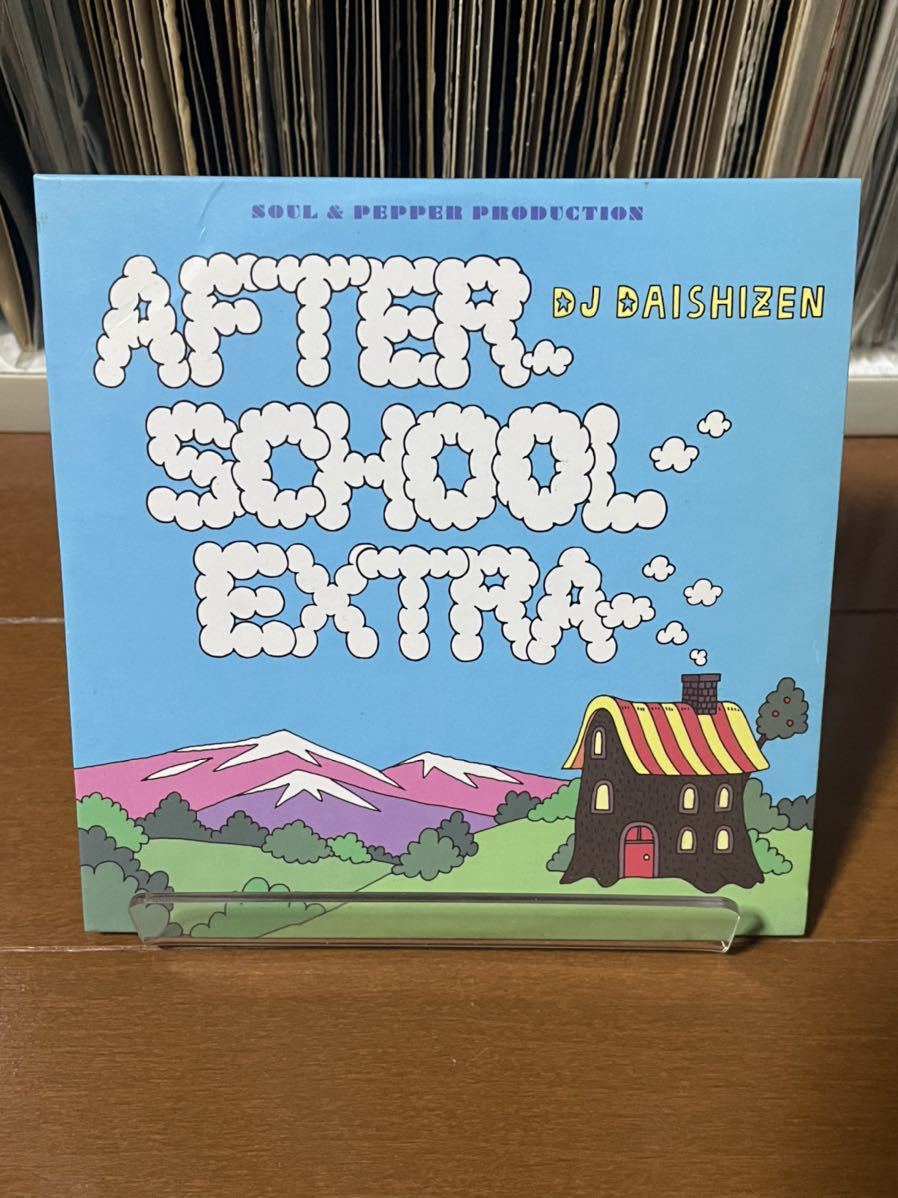 SOUL & PEPPER PRODUCTION
AFTER
DJ DAISHIZEN
SCHOOL
EXTRA